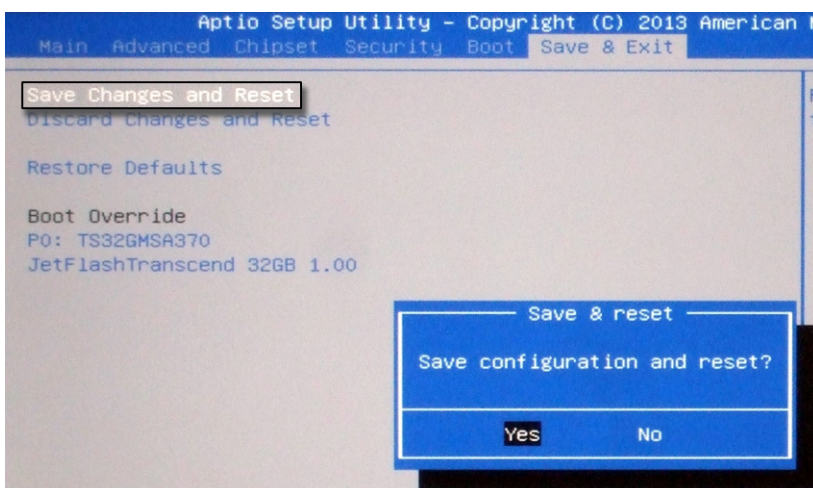 Aptio Setup Utility – Copyright (C) 2013 American
Main Advanced Chipset Security Boot Save & Exit
Save Changes and Reset
Discard Changes and Reset
Restore Defaults
Boot Override
P0: TS32GMSA370
JetFlashTranscend 32GB 1.00
Save & reset
Save configuration and reset?
Yes No